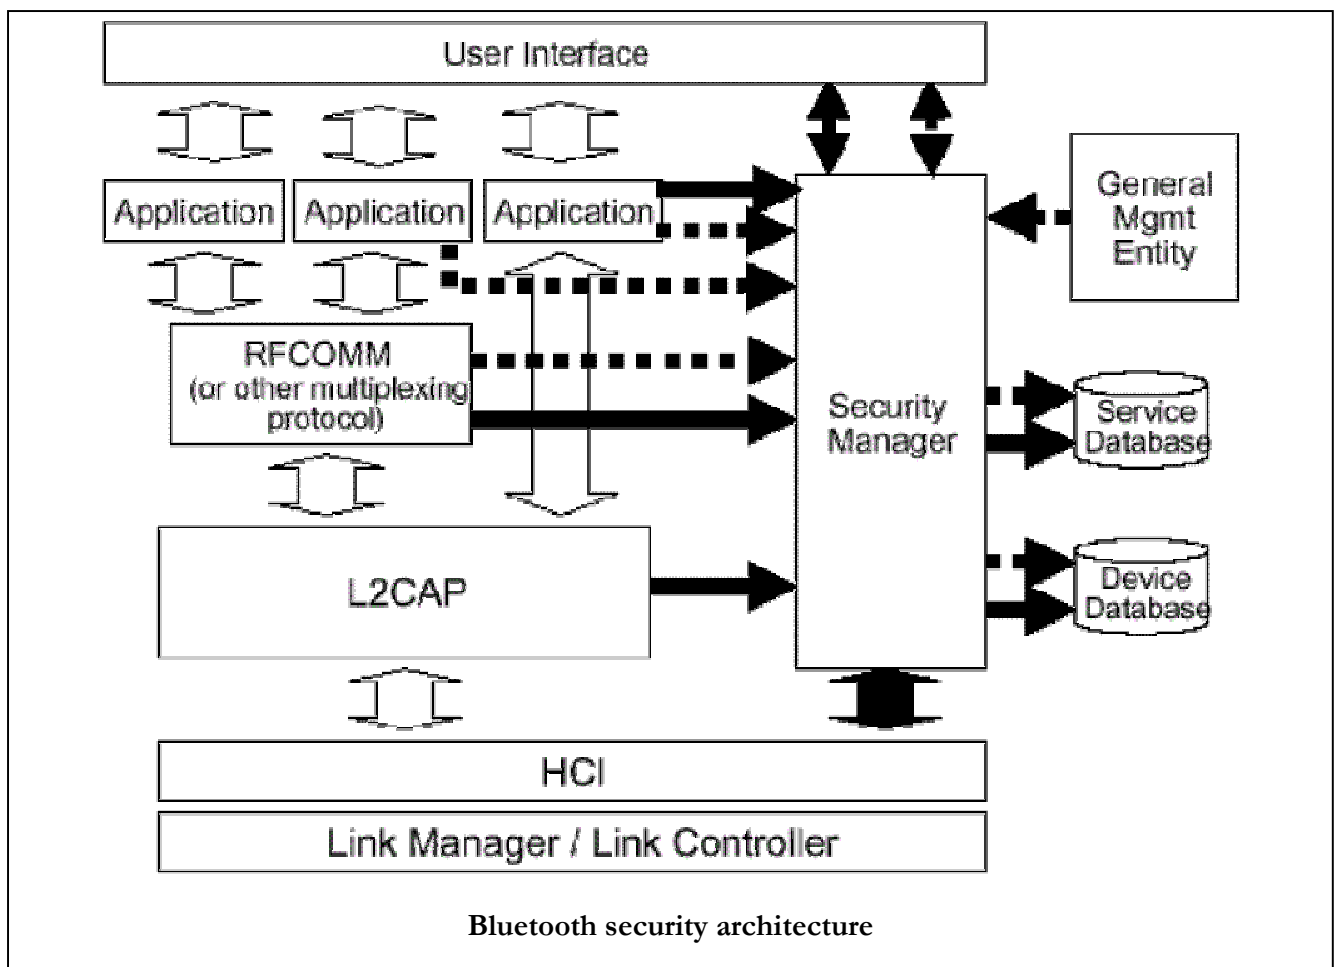 User Interface
Application
Application
Application
General
Mgmt
Entity
RFCOMM
(or other multiplexing
protocol)
Security
Manager
Service
Database
L2CAP
Device
Database
HCI
Link Manager / Link Controller
Bluetooth security architecture